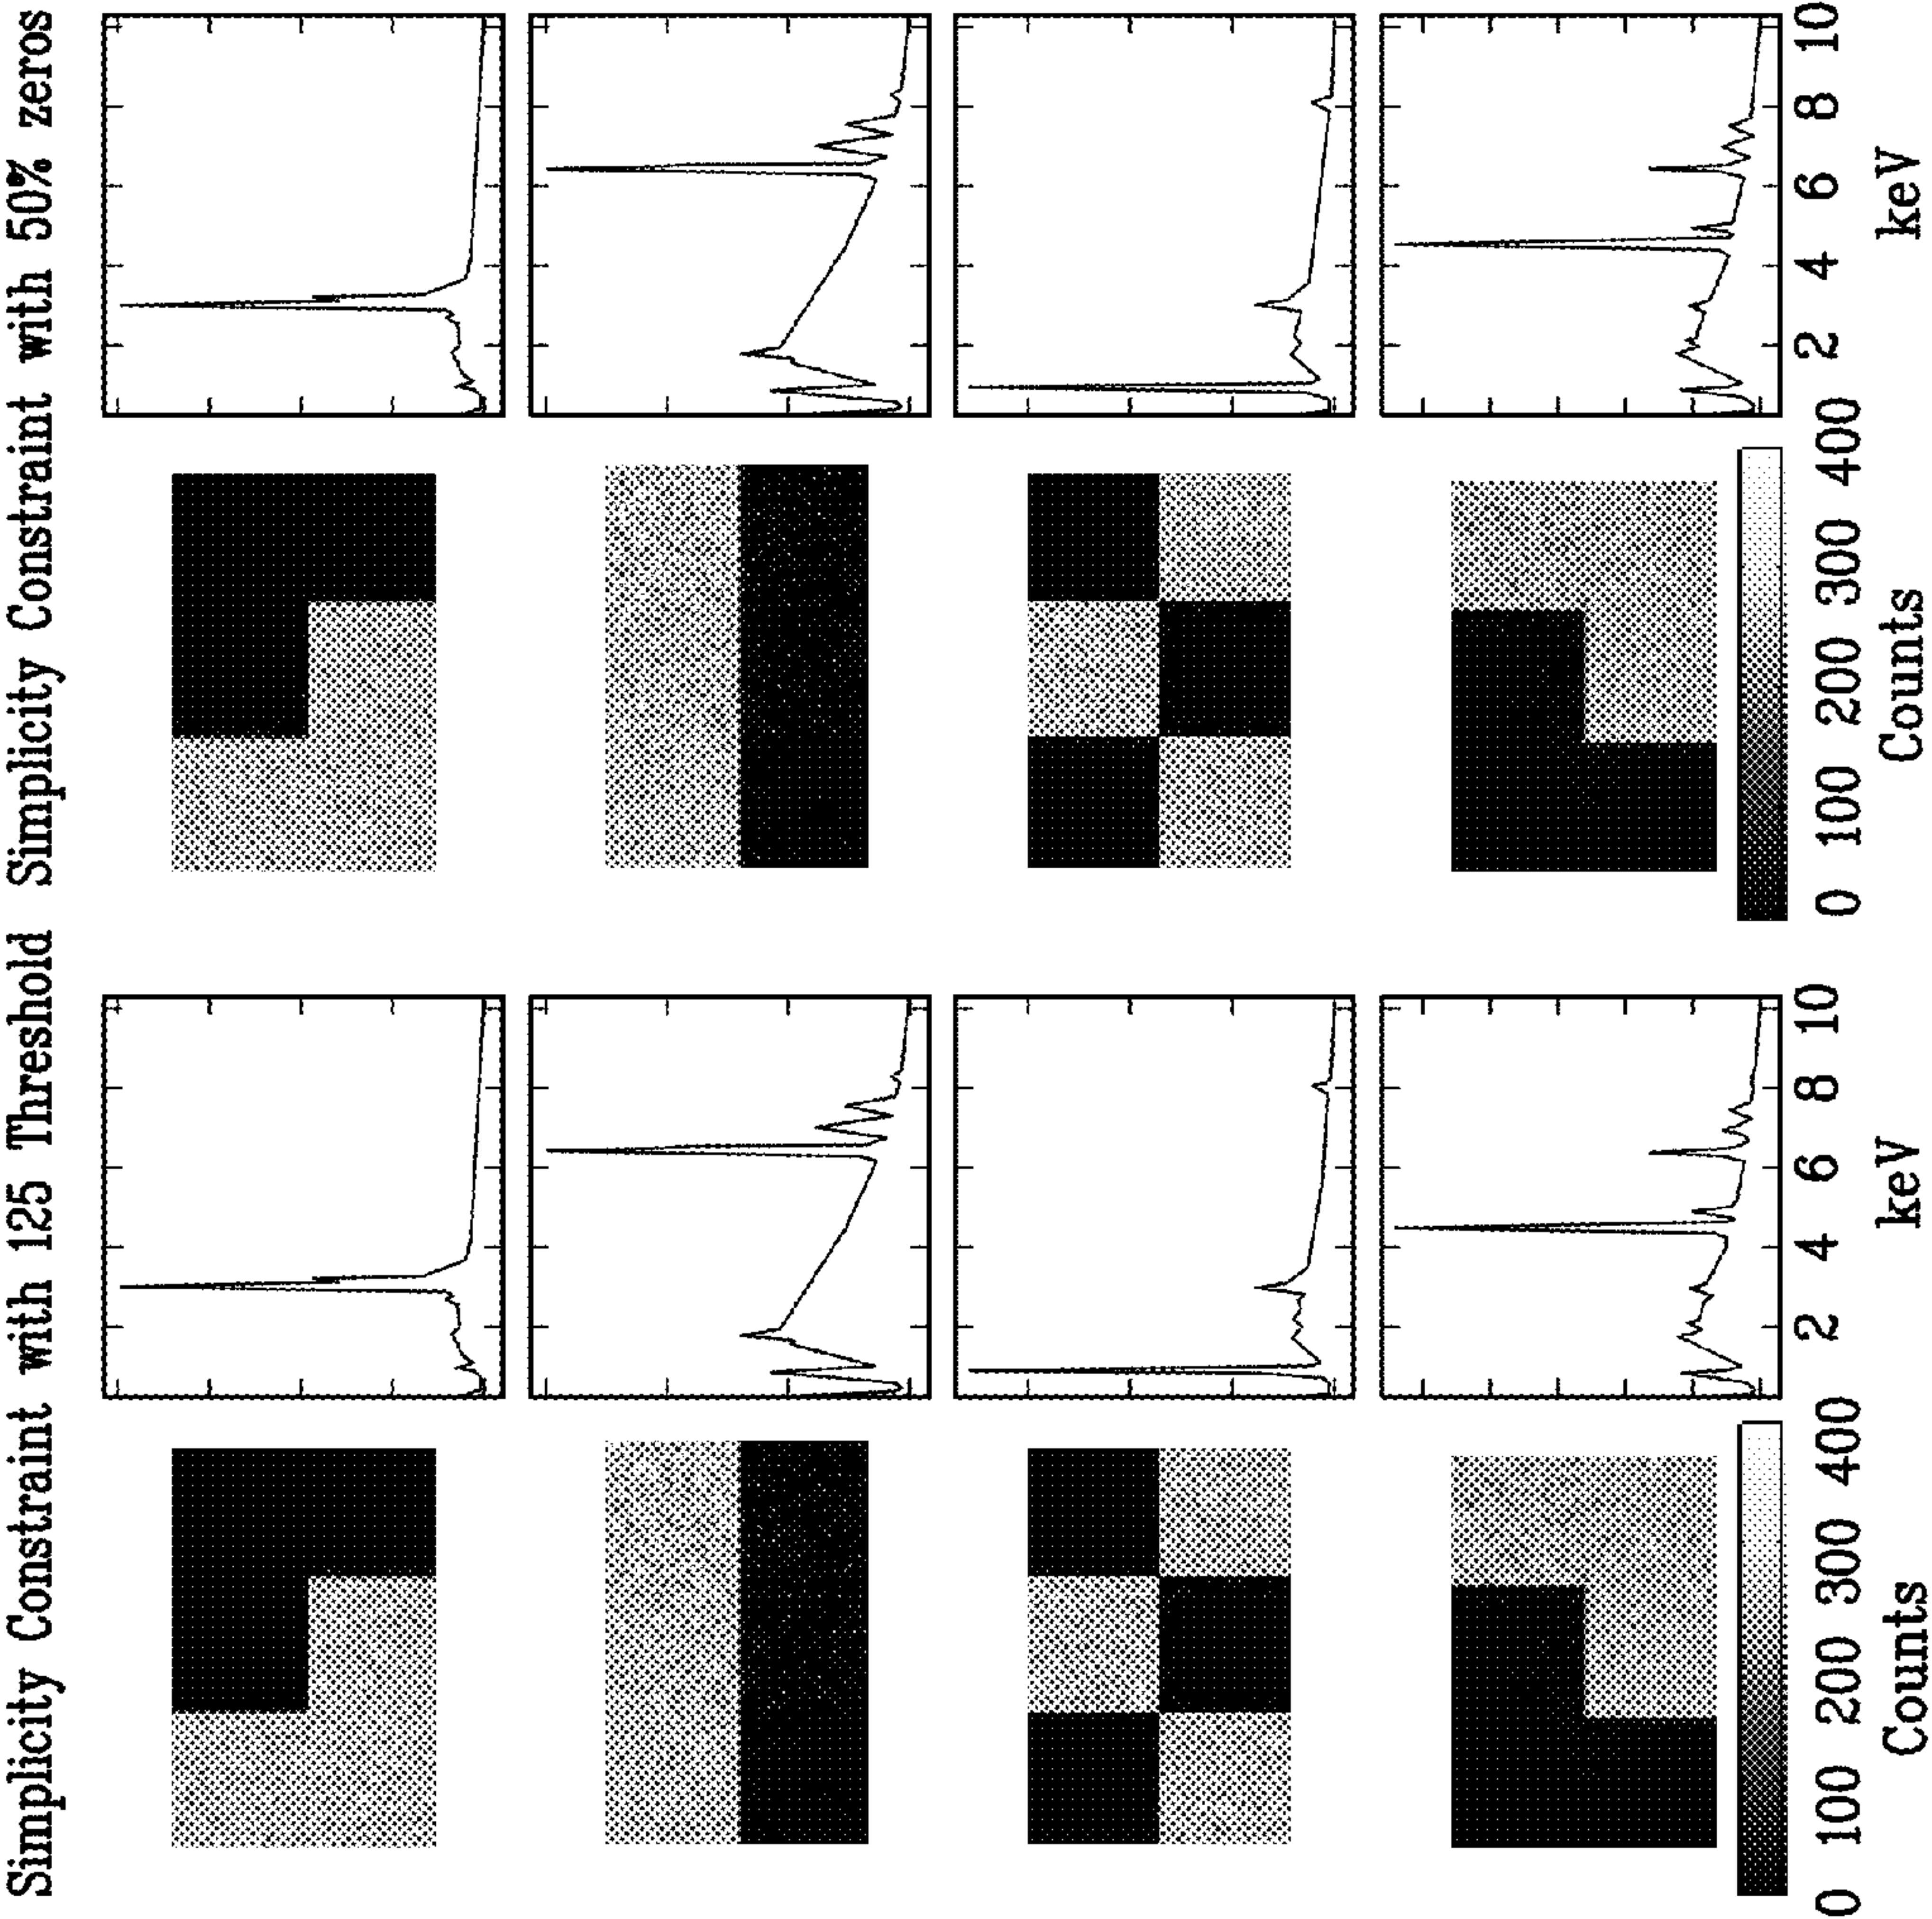 Simplicity Constraint with 125 Threshold
Simplicity Constraint with 50% zeros
0 100 200 300 400
Counts
2 4 6 8 10
keV
0 100 200 300 400
Counts
2 4 6 8 10
keV